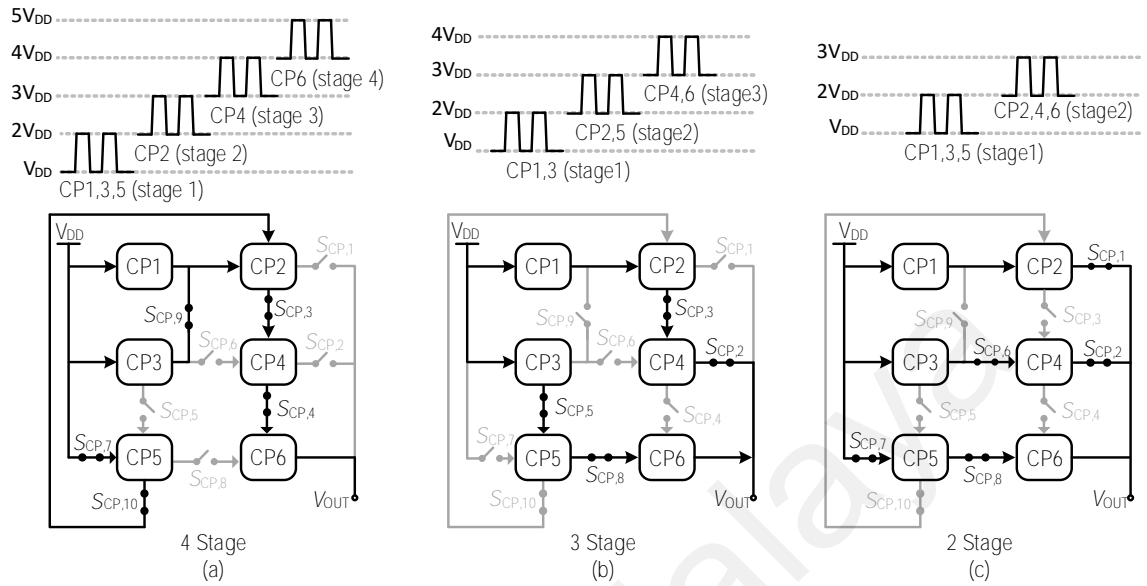 5VDD
4VDD
3VDD
2VDD
VDD
CP6 (stage 4)
CP4 (stage 3)
CP2 (stage 2)
CP1,3,5 (stage 1)
4VDD
3VDD
2VDD
VDD
CP4,6 (stage3)
CP2,5 (stage2)
CP1,3 (stage1)
3VDD
2VDD
VDD
CP2,4,6 (stage2)
CP1,3,5 (stage1)
VDD
CP1
CP2
SCP,1
SCP,9
SCP,3
SCP,6
CP3
CP4
SCP,2
SCP,5
SCP,4
SCP,7
CP5
CP6
SCP,8
SCP,10
VOUT
4 Stage
(a)
VDD
CP1
CP2
SCP,1
SCP,9
SCP,3
SCP,6
CP3
CP4
SCP,2
SCP,5
SCP,4
SCP,7
CP5
CP6
SCP,8
SCP,10
VOUT
3 Stage
(b)
VDD
CP1
CP2
SCP,1
SCP,9
SCP,3
SCP,6
CP3
CP4
SCP,2
SCP,5
SCP,4
SCP,7
CP5
CP6
SCP,8
SCP,10
VOUT
2 Stage
(c)